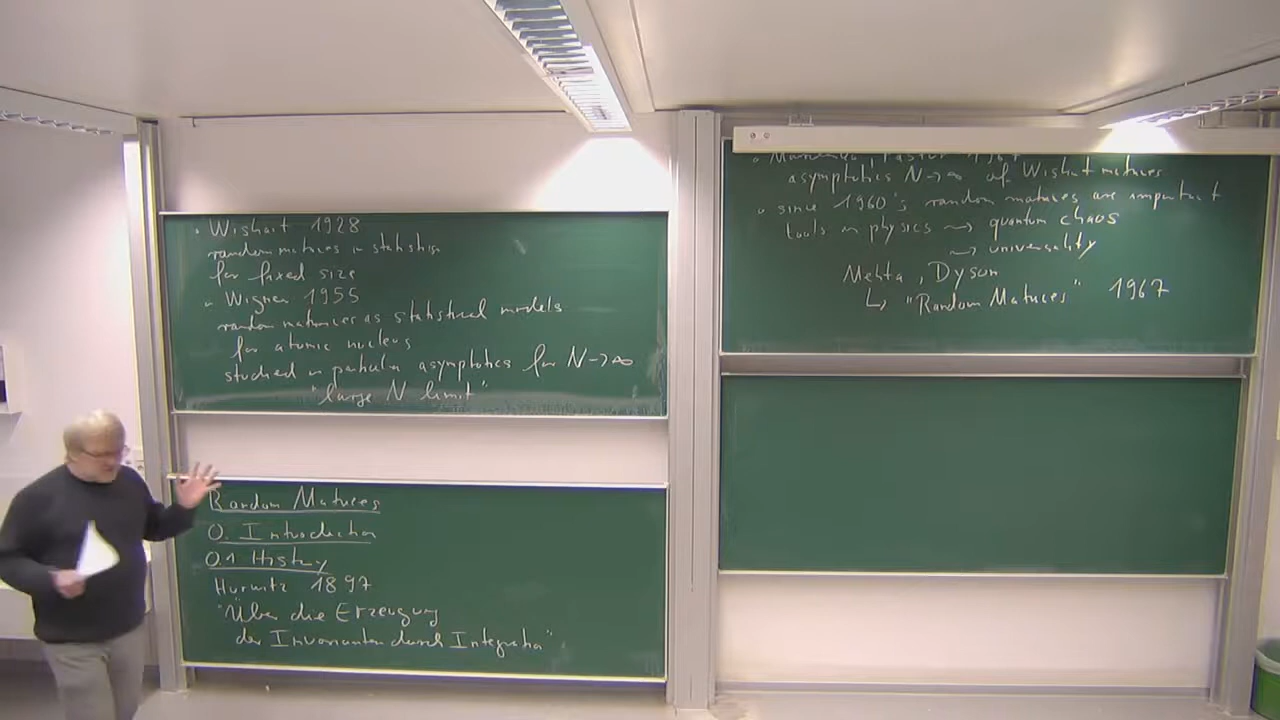 Random Matrices
0. Introduction
0.1 History
Hurwitz 1897
"Über die Erzeugung
der Invarianten durch Integration"
· Wishart 1928
random matrices in statistics
for fixed size
· Wigner 1955
random matrices as statistical models
for atomic nucleus
studied in particular asymptotics for N→∞
"large N limit"
asymptotics N→∞ of Wishart matrices
· since 1960's random matrices are important
tools in physics ⇝ quantum chaos
⇝ universality
Mehta, Dyson
↳ "Random Matrices" 1967